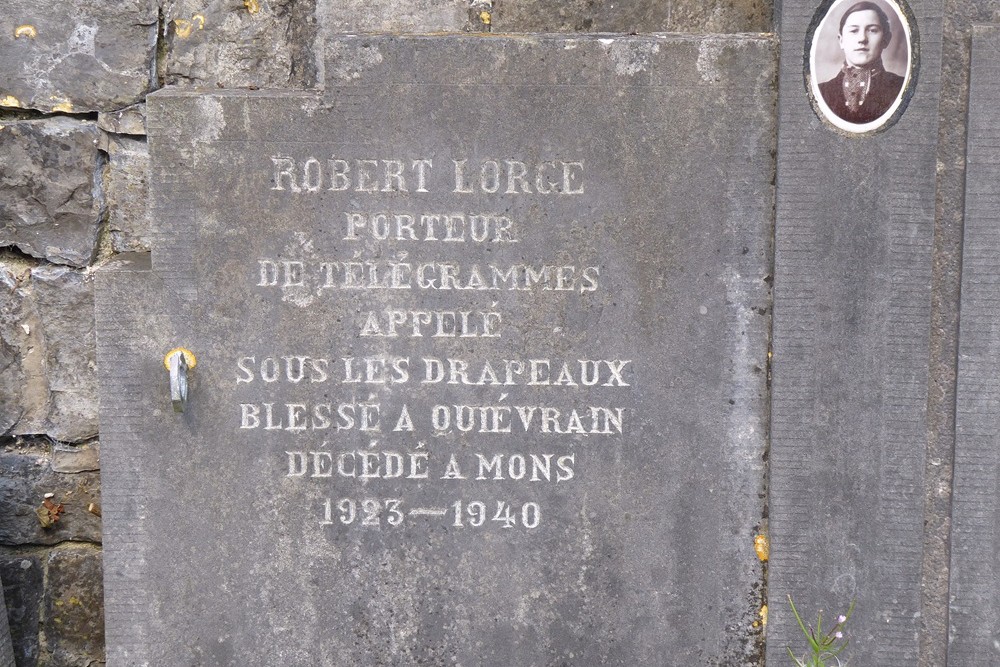 ROBERT LORGE
PORTEUR
DE TÉLÉGRAMMES
APPELÉ
SOUS LES DRAPEAUX
BLESSÉ A QUIÉVRAIN
DÉCÉDÉ A MONS
1923—1940